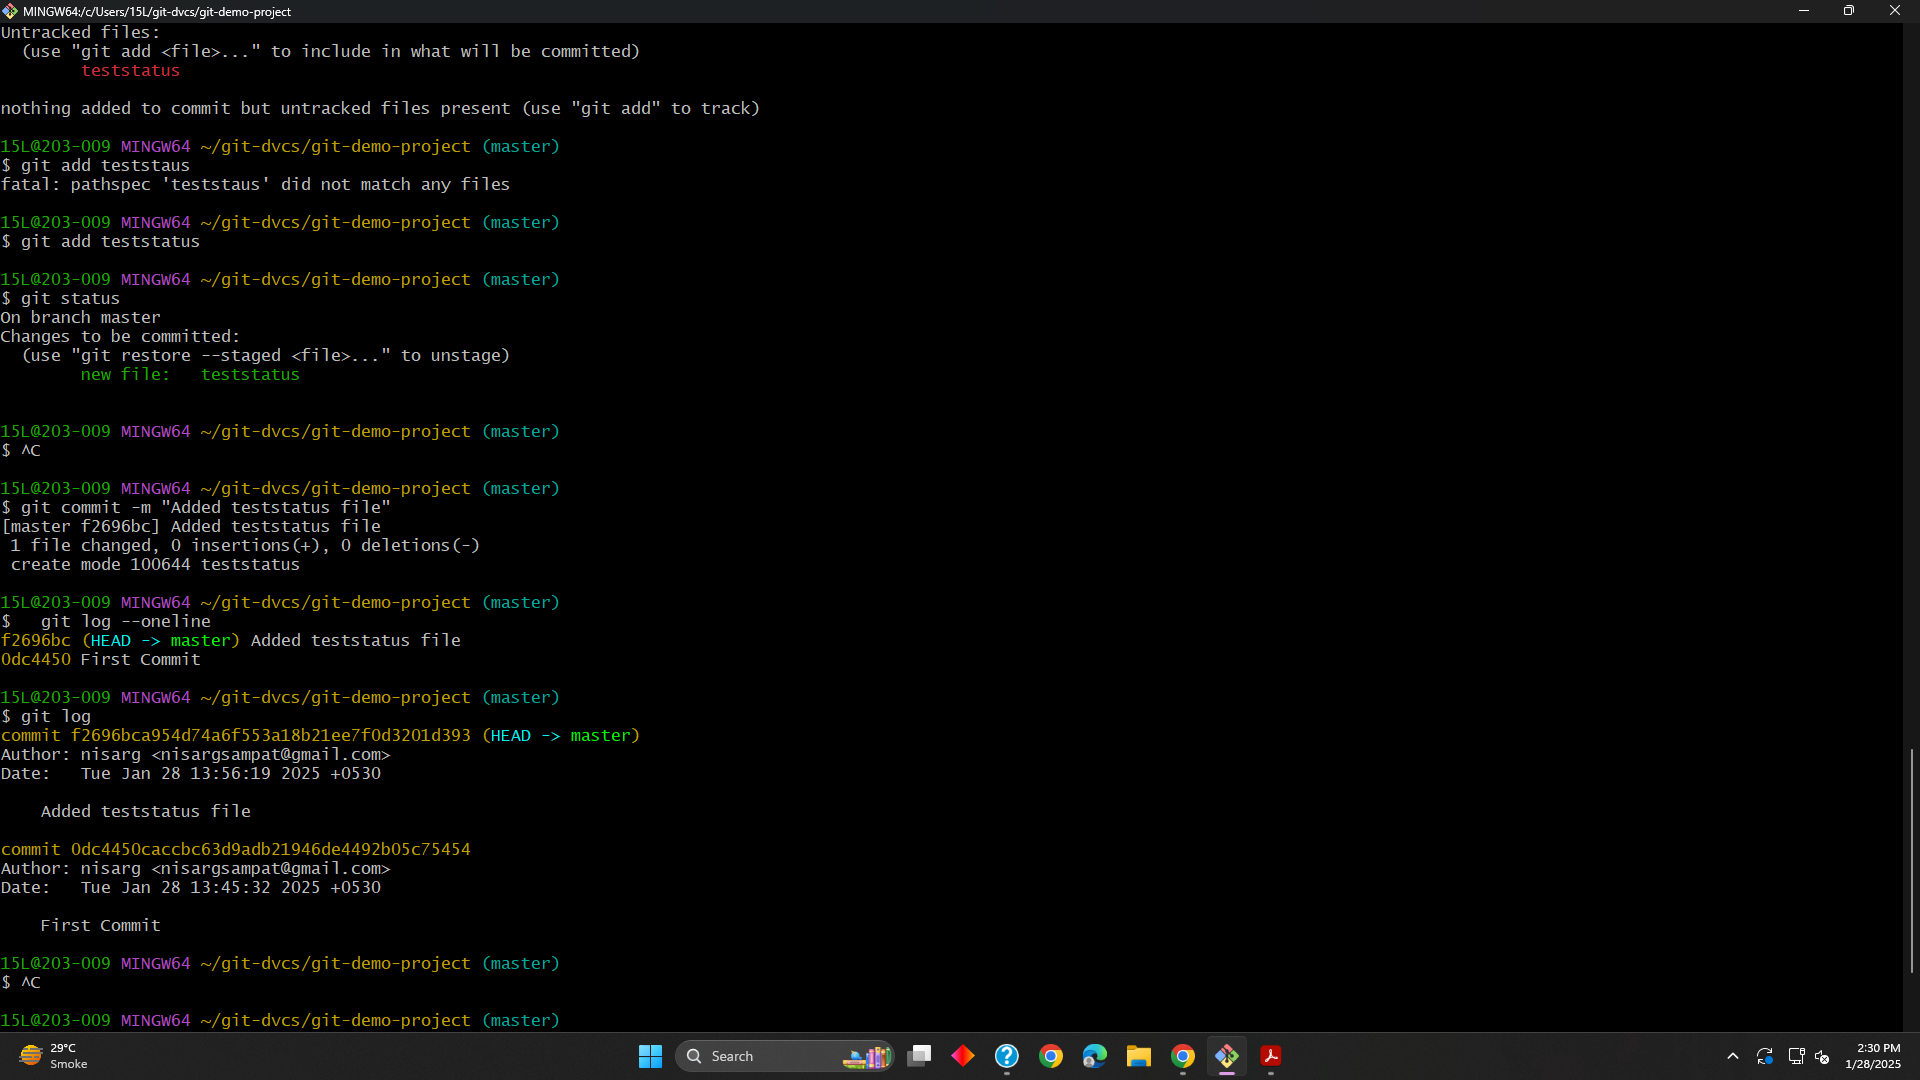 MINGW64:/c/Users/15L/git-dvcs/git-demo-project
Untracked files:
  (use "git add <file>..." to include in what will be committed)
        teststatus
nothing added to commit but untracked files present (use "git add" to track)
15L@203-009 MINGW64 ~/git-dvcs/git-demo-project (master)
$ git add teststaus
fatal: pathspec 'teststaus' did not match any files
15L@203-009 MINGW64 ~/git-dvcs/git-demo-project (master)
$ git add teststatus
15L@203-009 MINGW64 ~/git-dvcs/git-demo-project (master)
$ git status
On branch master
Changes to be committed:
  (use "git restore --staged <file>..." to unstage)
        new file:   teststatus
15L@203-009 MINGW64 ~/git-dvcs/git-demo-project (master)
$ ^C
15L@203-009 MINGW64 ~/git-dvcs/git-demo-project (master)
$ git commit -m "Added teststatus file"
[master f2696bc] Added teststatus file
 1 file changed, 0 insertions(+), 0 deletions(-)
 create mode 100644 teststatus
15L@203-009 MINGW64 ~/git-dvcs/git-demo-project (master)
$   git log --oneline
f2696bc (HEAD -> master) Added teststatus file
0dc4450 First Commit
15L@203-009 MINGW64 ~/git-dvcs/git-demo-project (master)
$ git log
commit f2696bca954d74a6f553a18b21ee7f0d3201d393 (HEAD -> master)
Author: nisarg <nisargsampat@gmail.com>
Date:   Tue Jan 28 13:56:19 2025 +0530
    Added teststatus file
commit 0dc4450caccbc63d9adb21946de4492b05c75454
Author: nisarg <nisargsampat@gmail.com>
Date:   Tue Jan 28 13:45:32 2025 +0530
    First Commit
15L@203-009 MINGW64 ~/git-dvcs/git-demo-project (master)
$ ^C
15L@203-009 MINGW64 ~/git-dvcs/git-demo-project (master)
29°C
Smoke
Search
2:30 PM
1/28/2025